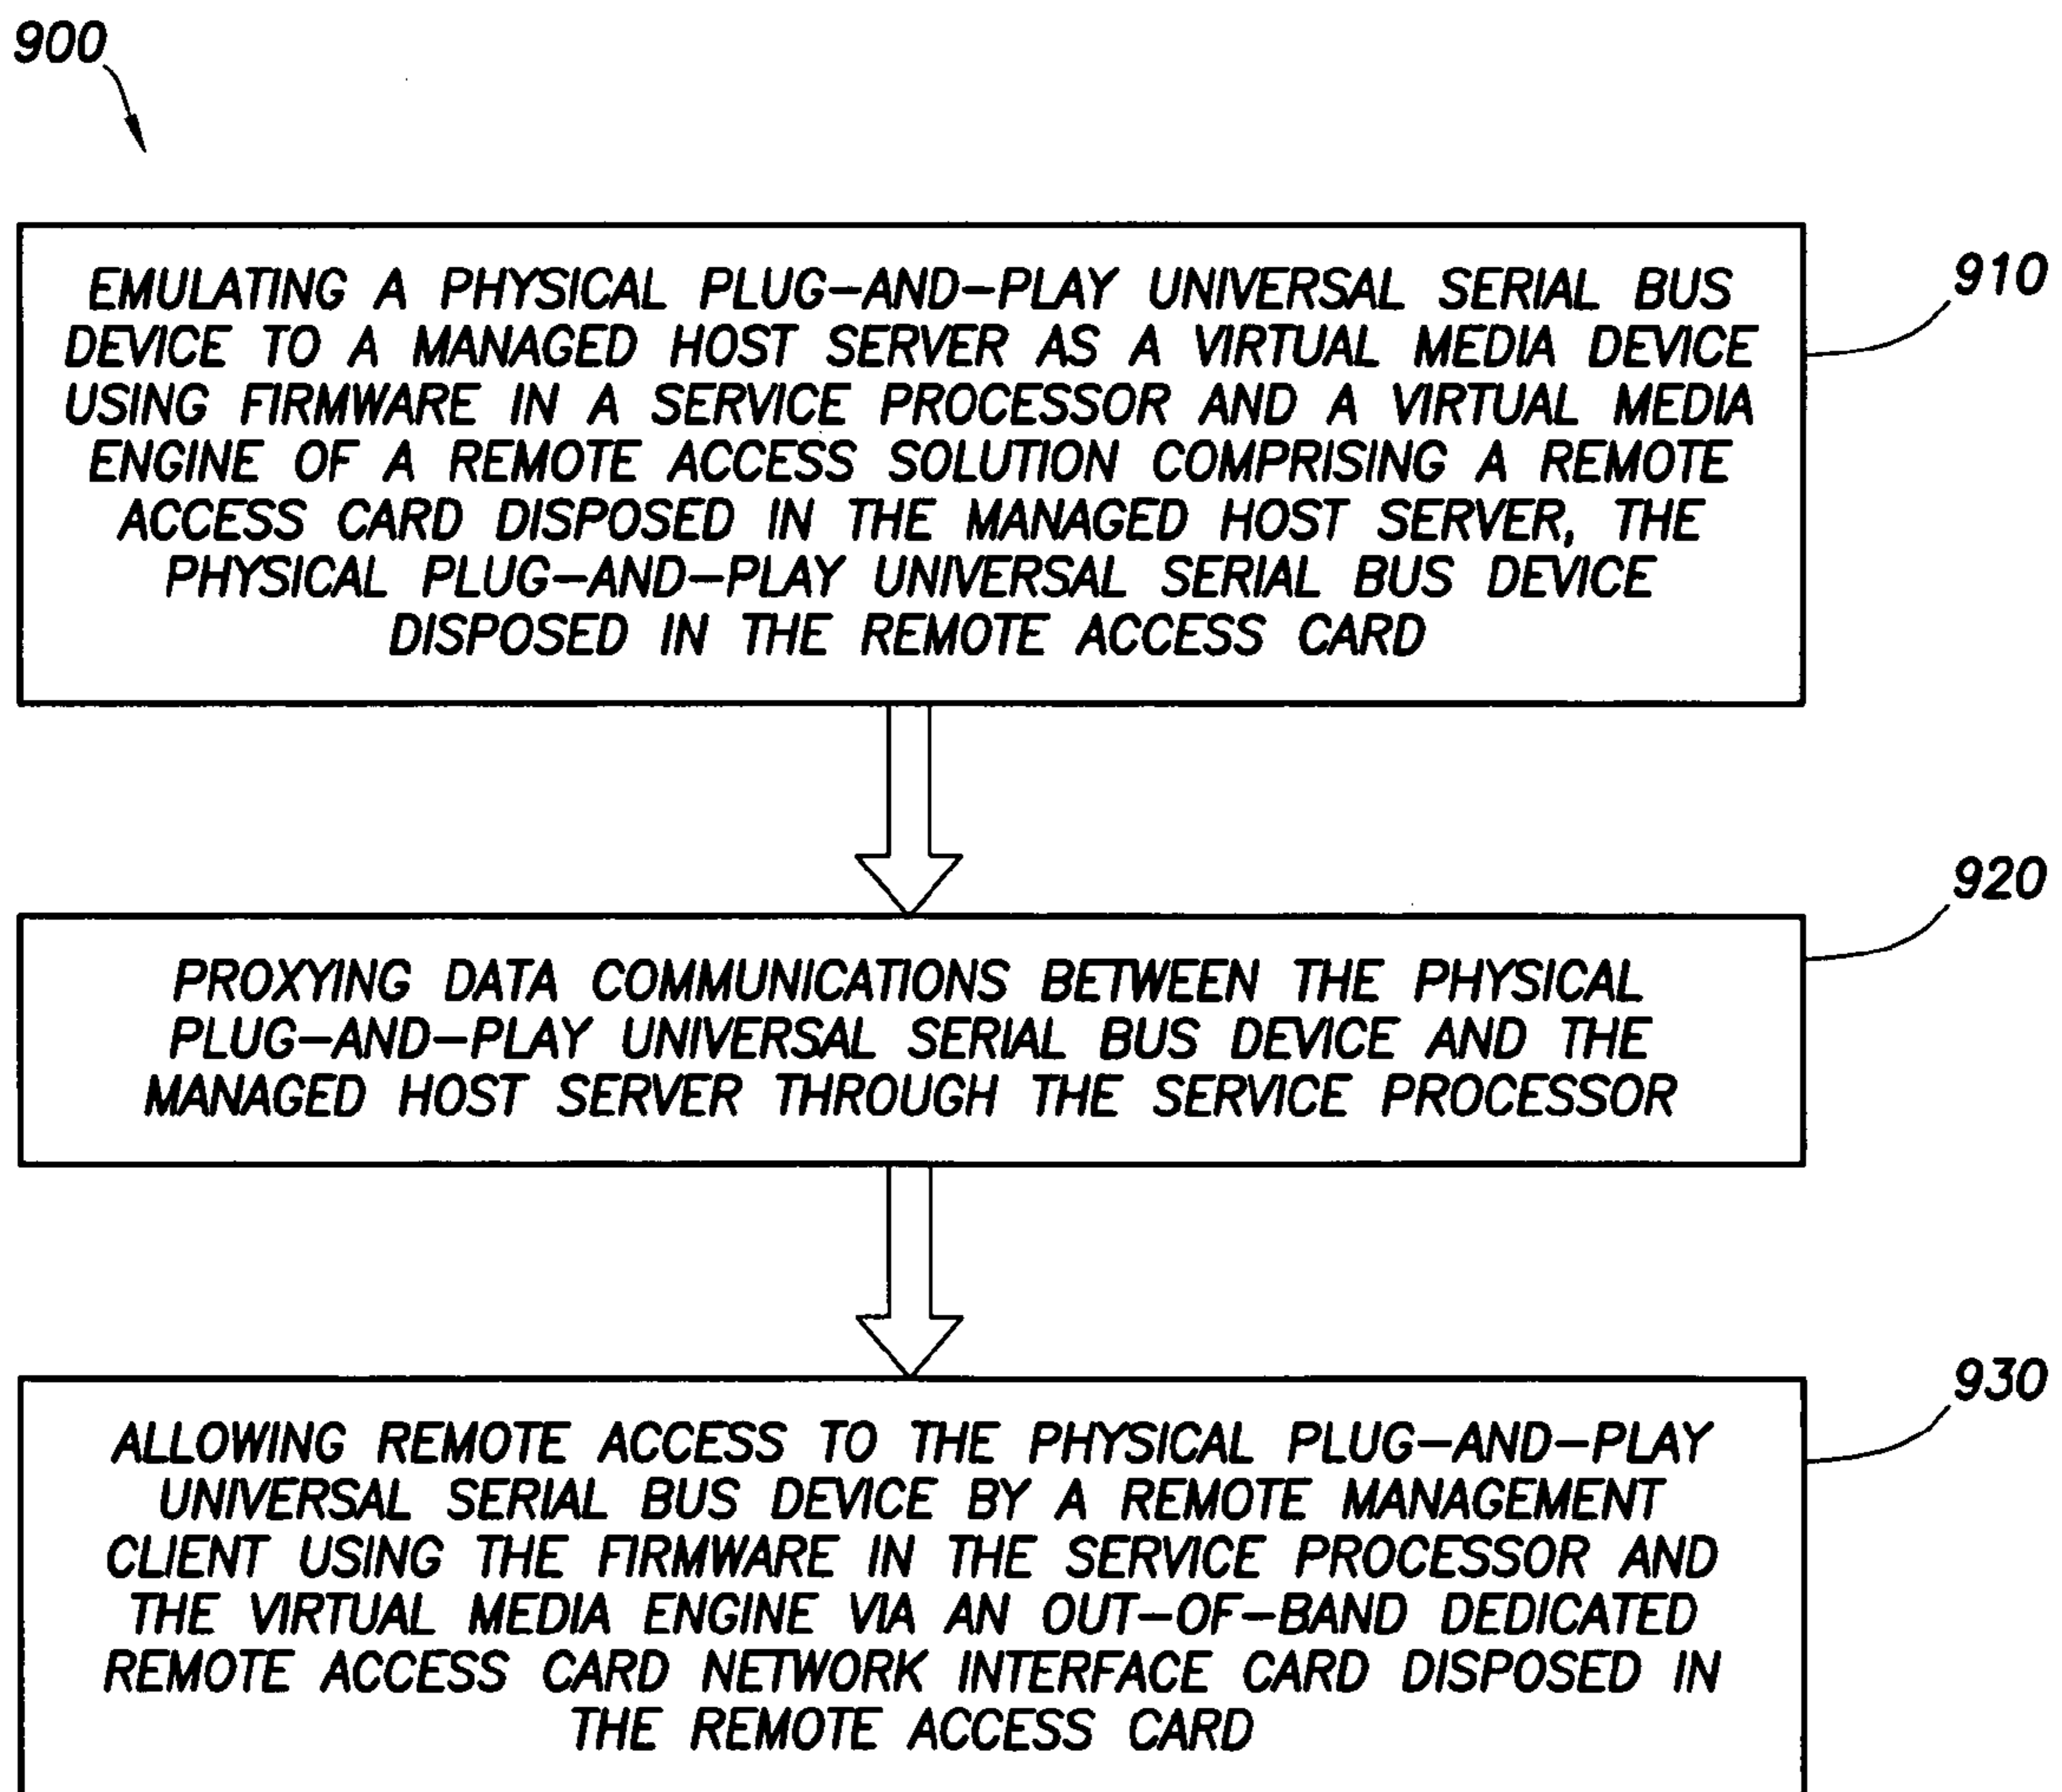 900
910
EMULATING A PHYSICAL PLUG-AND-PLAY UNIVERSAL SERIAL BUS
DEVICE TO A MANAGED HOST SERVER AS A VIRTUAL MEDIA DEVICE
USING FIRMWARE IN A SERVICE PROCESSOR AND A VIRTUAL MEDIA
ENGINE OF A REMOTE ACCESS SOLUTION COMPRISING A REMOTE
ACCESS CARD DISPOSED IN THE MANAGED HOST SERVER, THE
PHYSICAL PLUG-AND-PLAY UNIVERSAL SERIAL BUS DEVICE
DISPOSED IN THE REMOTE ACCESS CARD
920
PROXYING DATA COMMUNICATIONS BETWEEN THE PHYSICAL
PLUG-AND-PLAY UNIVERSAL SERIAL BUS DEVICE AND THE
MANAGED HOST SERVER THROUGH THE SERVICE PROCESSOR
930
ALLOWING REMOTE ACCESS TO THE PHYSICAL PLUG-AND-PLAY
UNIVERSAL SERIAL BUS DEVICE BY A REMOTE MANAGEMENT
CLIENT USING THE FIRMWARE IN THE SERVICE PROCESSOR AND
THE VIRTUAL MEDIA ENGINE VIA AN OUT-OF-BAND DEDICATED
REMOTE ACCESS CARD NETWORK INTERFACE CARD DISPOSED IN
THE REMOTE ACCESS CARD